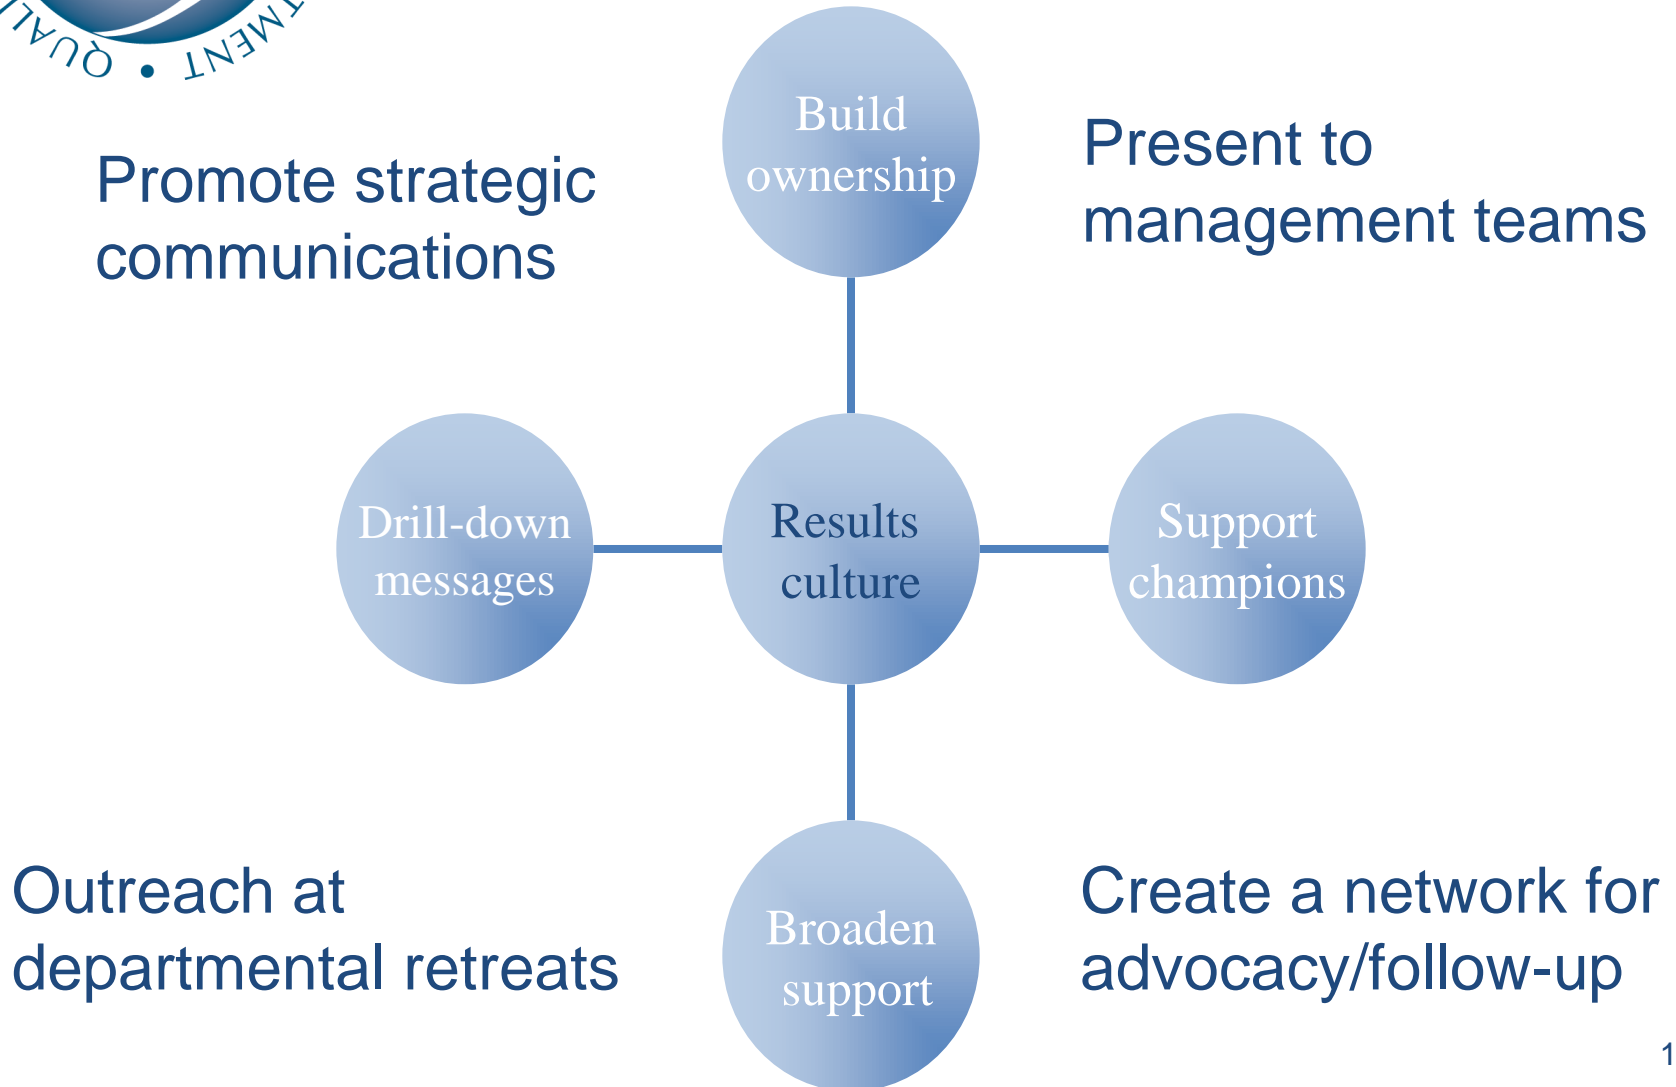 Build
ownership
Promote strategic
communications
Present to
management teams
Drill-down
messages
Results
culture
Support
champions
Outreach at
departmental retreats
Broaden
support
Create a network for
advocacy/follow-up
1